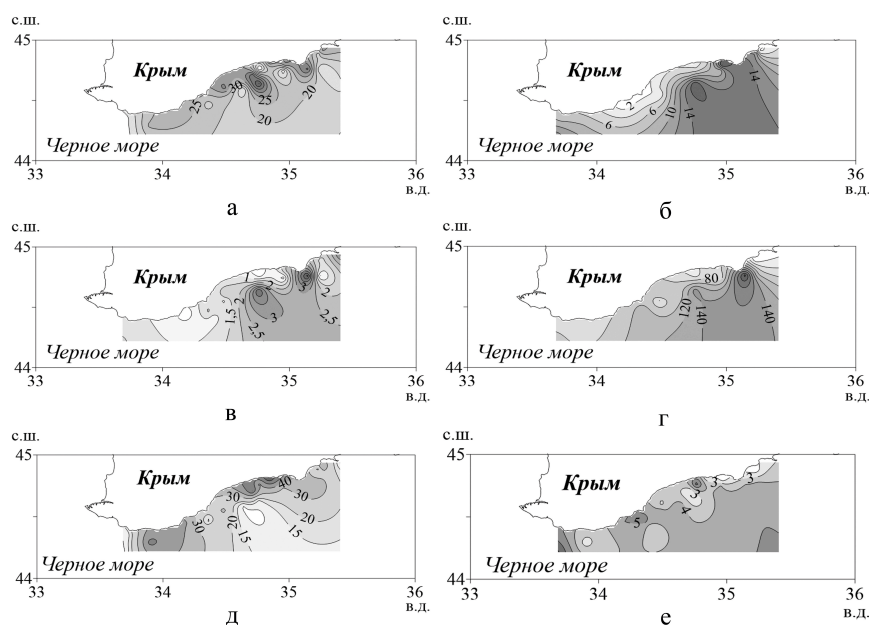 с.ш.
45
Крым
30
25
25
20
20
Черное море
44
33
34
35
36
в.д.
а
с.ш.
45
Крым
2
6
6
10
14
14
Черное море
44
33
34
35
36
в.д.
б
с.ш.
45
Крым
1
2
3
2
2
1,5
3
2,5
2,5
Черное море
44
33
34
35
36
в.д.
в
с.ш.
45
Крым
80
120
140
140
Черное море
44
33
34
35
36
в.д.
г
с.ш.
45
Крым
40
30
30
30
20
20
15
15
Черное море
44
33
34
35
36
в.д.
д
с.ш.
45
Крым
3
3
3
4
5
Черное море
44
33
34
35
36
в.д.
е